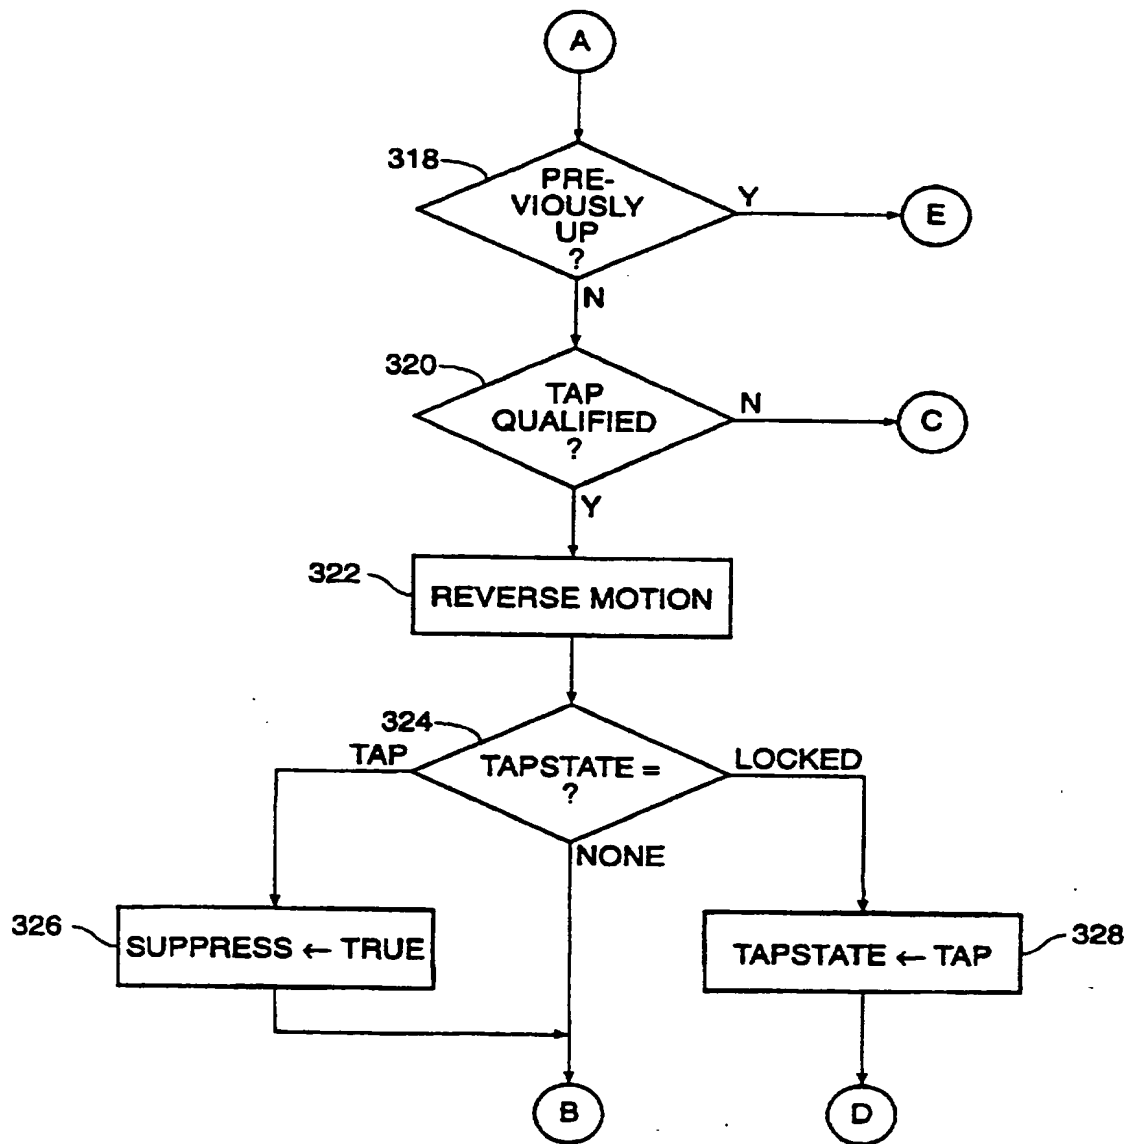 A
318
PRE-
VIOUSLY
UP
?
Y
E
N
320
TAP
QUALIFIED
?
N
C
Y
322
REVERSE MOTION
324
TAP
TAPSTATE =
?
LOCKED
NONE
326
SUPPRESS ← TRUE
TAPSTATE ← TAP
328
B
D